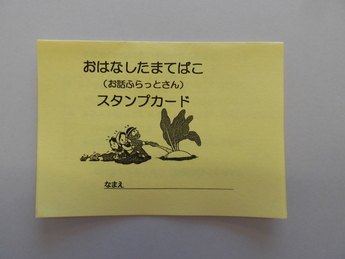 おはなしたまてばこ
（お話ふらっとさん）
スタンプカード
なまえ